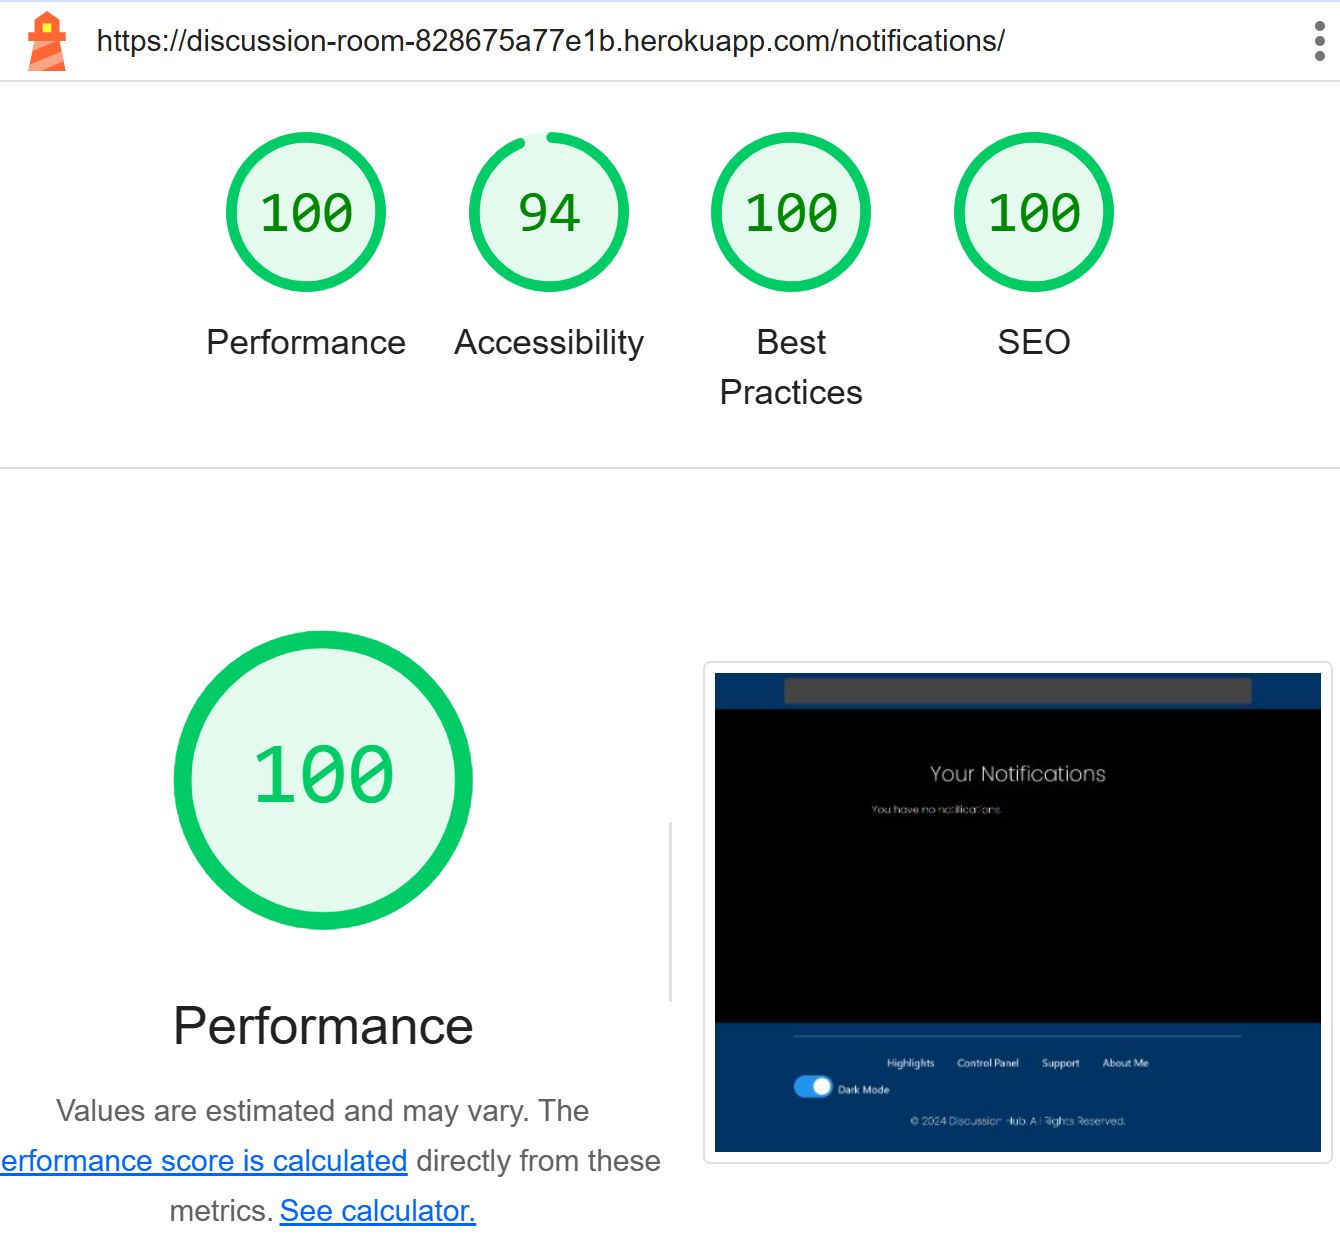 https://discussion-room-828675a77e1b.herokuapp.com/notifications/
100
94
100
100
Performance
Accessibility
Best
Practices
SEO
100
Performance
Values are estimated and may vary. The
erformance score is calculated directly from these
metrics. See calculator.
Your Notifications
You have no notifications.
Highlights Control Panel Support About Me
Dark Mode
© 2024 Discussion Hub. All Rights Reserved.